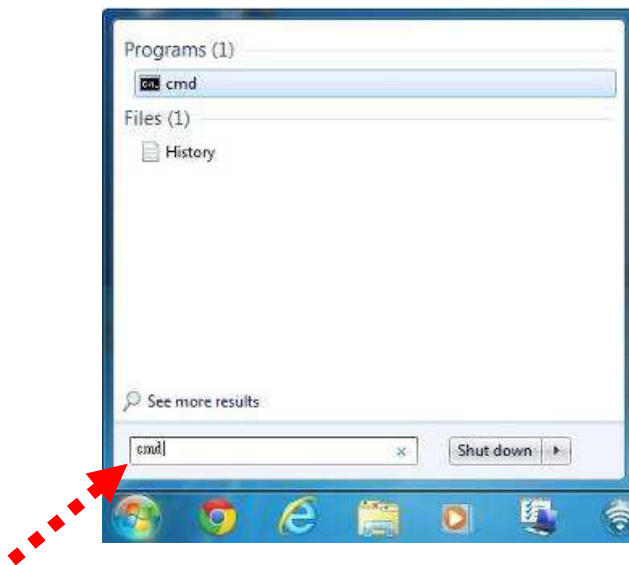 Programs (1)
cmd
Files (1)
History
See more results
cmd
Shut down